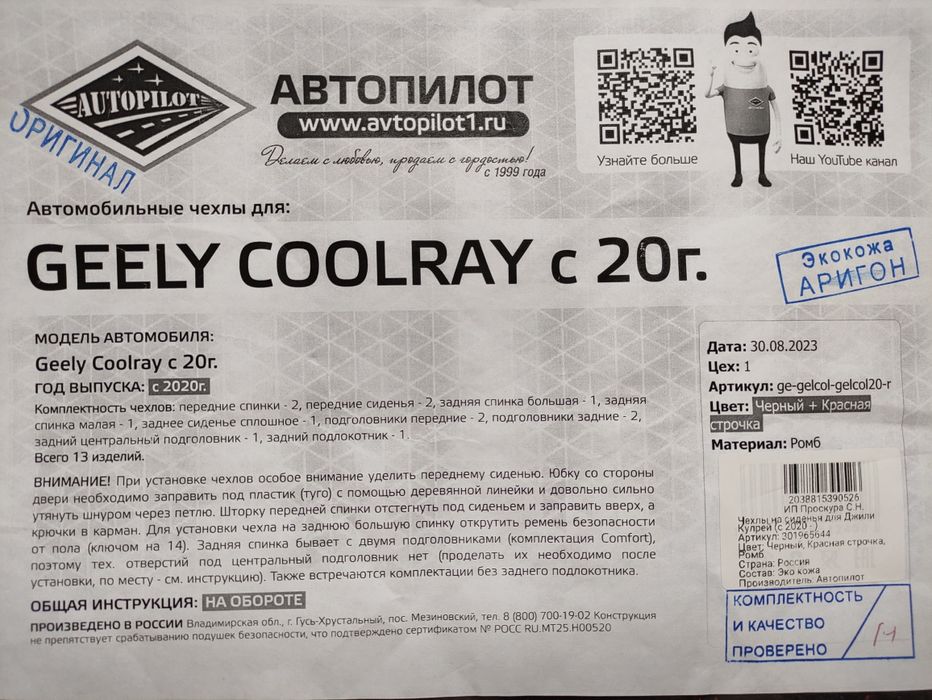 AUTOPILOT
ОРИГИНАЛ
АВТОПИЛОТ
www.avtopilot1.ru
Делаем с любовью, продаем с гордостью!
с 1999 года
Узнайте больше
Наш YouTube канал
Автомобильные чехлы для:
GEELY COOLRAY с 20г.
Экокожа
АРИГОН
МОДЕЛЬ АВТОМОБИЛЯ:
Geely Coolray с 20г.
ГОД ВЫПУСКА: с 2020г.
Комплектность чехлов: передние спинки - 2, передние сиденья - 2, задняя спинка большая - 1, задняя
спинка малая - 1, заднее сиденье сплошное - 1, подголовники передние - 2, подголовники задние - 2,
задний центральный подголовник - 1, задний подлокотник - 1.
Всего 13 изделий.
ВНИМАНИЕ! При установке чехлов особое внимание уделить переднему сиденью. Юбку со стороны
двери необходимо заправить под пластик (туго) с помощью деревянной линейки и довольно сильно
утянуть шнуром через петлю. Шторку передней спинки отстегнуть под сиденьем и заправить вверх, а
крючки в карман. Для установки чехла на заднюю большую спинку открутить ремень безопасности
от пола (ключом на 14). Задняя спинка бывает с двумя подголовниками (комплектация Comfort),
поэтому тех. отверстий под центральный подголовник нет (проделать их необходимо после
установки, по месту - см. инструкцию). Также встречаются комплектации без заднего подлокотника.
ОБЩАЯ ИНСТРУКЦИЯ: НА ОБОРОТЕ
ПРОИЗВЕДЕНО В РОССИИ Владимирская обл., г. Гусь-Хрустальный, пос. Мезиновский, тел. 8 (800) 700-19-02 Конструкция
не препятствует срабатыванию подушек безопасности, что подтверждено сертификатом № РОСС RU.МТ25.Н00520
Дата: 30.08.2023
Цех: 1
Артикул: ge-gelcol-gelcol20-r
Цвет: Черный + Красная
строчка
Материал: Ромб
2038815390526
ИП Проскура С.Н.
Чехлы на сиденья для Джили
Кулрей (с 2020 - )
Артикул: 301965644
Цвет: Черный, Красная строчка,
Ромб
Страна: Россия
Состав: Эко кожа
Производитель: Автопилот
КОМПЛЕКТНОСТЬ
И КАЧЕСТВО
ПРОВЕРЕНО